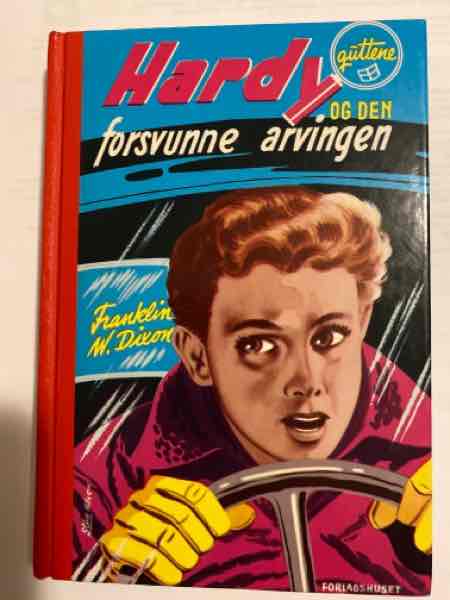 Hardy
guttene
OG DEN
forsvunne arvingen
Franklin
W. Dixon
FORLAGSHUSET